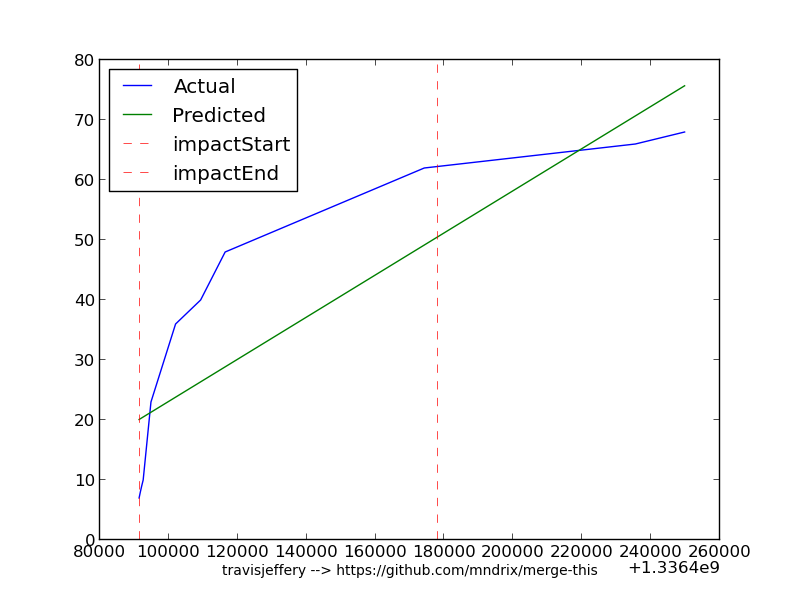 80
70
60
50
40
30
20
10
0
Actual
Predicted
impactStart
impactEnd
80000 100000 120000 140000 160000 180000 200000 220000 240000 260000
+1.3364e9
travisjeffery --> https://github.com/mndrix/merge-this